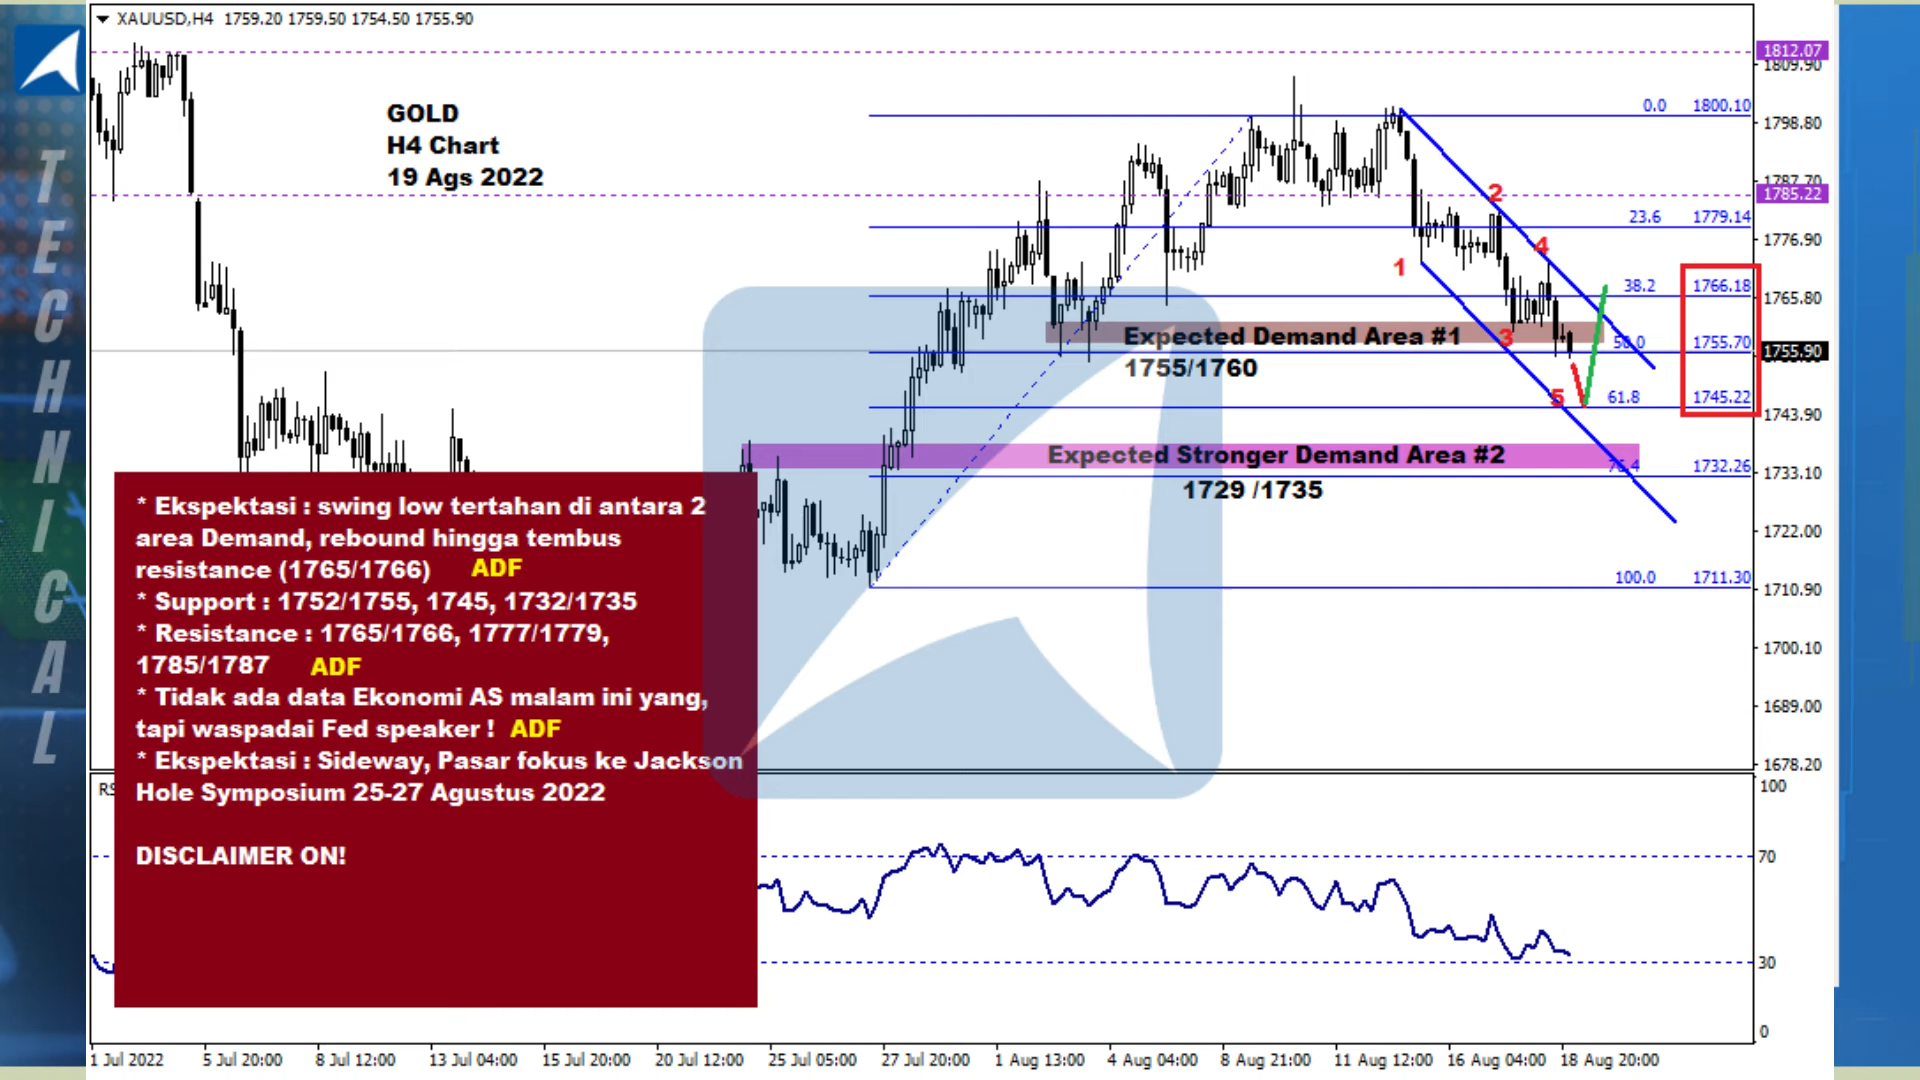 XAUUSD,H4 1759.20 1759.50 1754.50 1755.90
GOLD
H4 Chart
19 Ags 2022
TECHNICAL
1812.07
1809.90
0.0 1800.10
1798.80
1787.70
1785.22
2
23.6 1779.14
1776.90
4
1
38.2 1766.18
1765.80
Expected Demand Area #1
3
50.0 1755.70
1755.90
1755/1760
5
61.8 1745.22
1743.90
Expected Stronger Demand Area #2
76.4 1732.26
1733.10
1729 /1735
1722.00
100.0 1711.30
1710.90
1700.10
1689.00
1678.20
* Ekspektasi : swing low tertahan di antara 2
area Demand, rebound hingga tembus
resistance (1765/1766) ADF
* Support : 1752/1755, 1745, 1732/1735
* Resistance : 1765/1766, 1777/1779,
1785/1787 ADF
* Tidak ada data Ekonomi AS malam ini yang,
tapi waspadai Fed speaker ! ADF
* Ekspektasi : Sideway, Pasar fokus ke Jackson
Hole Symposium 25-27 Agustus 2022
DISCLAIMER ON!
100
70
30
0
1 Jul 2022 5 Jul 20:00 8 Jul 12:00 13 Jul 04:00 15 Jul 20:00 20 Jul 12:00 25 Jul 05:00 27 Jul 20:00 1 Aug 13:00 4 Aug 04:00 8 Aug 21:00 11 Aug 12:00 16 Aug 04:00 18 Aug 20:00